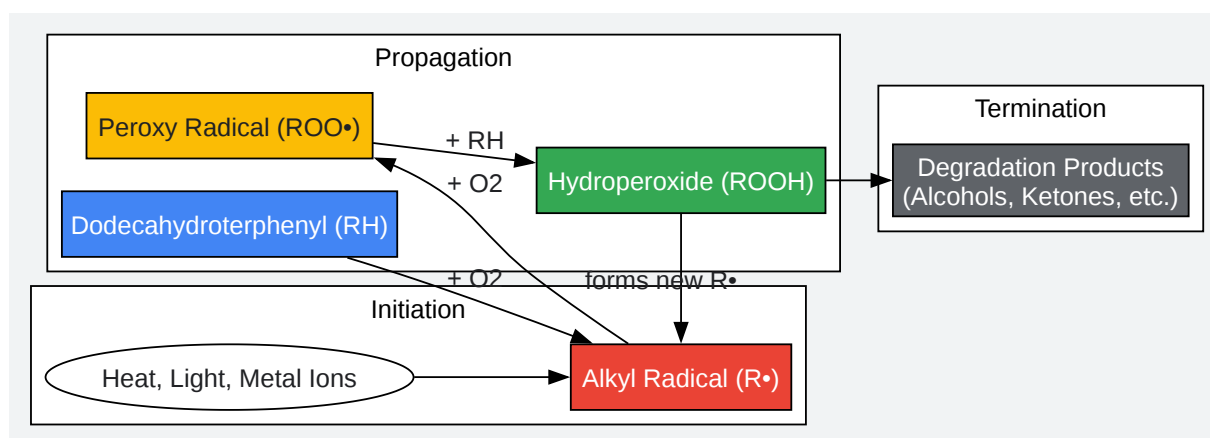 Propagation
Peroxy Radical (ROO•)
+ RH
+ O2
Hydroperoxide (ROOH)
Dodecahydroterphenyl (RH)
Termination
Degradation Products
(Alcohols, Ketones, etc.)
+ O2
forms new R•
Initiation
Heat, Light, Metal Ions
Alkyl Radical (R•)